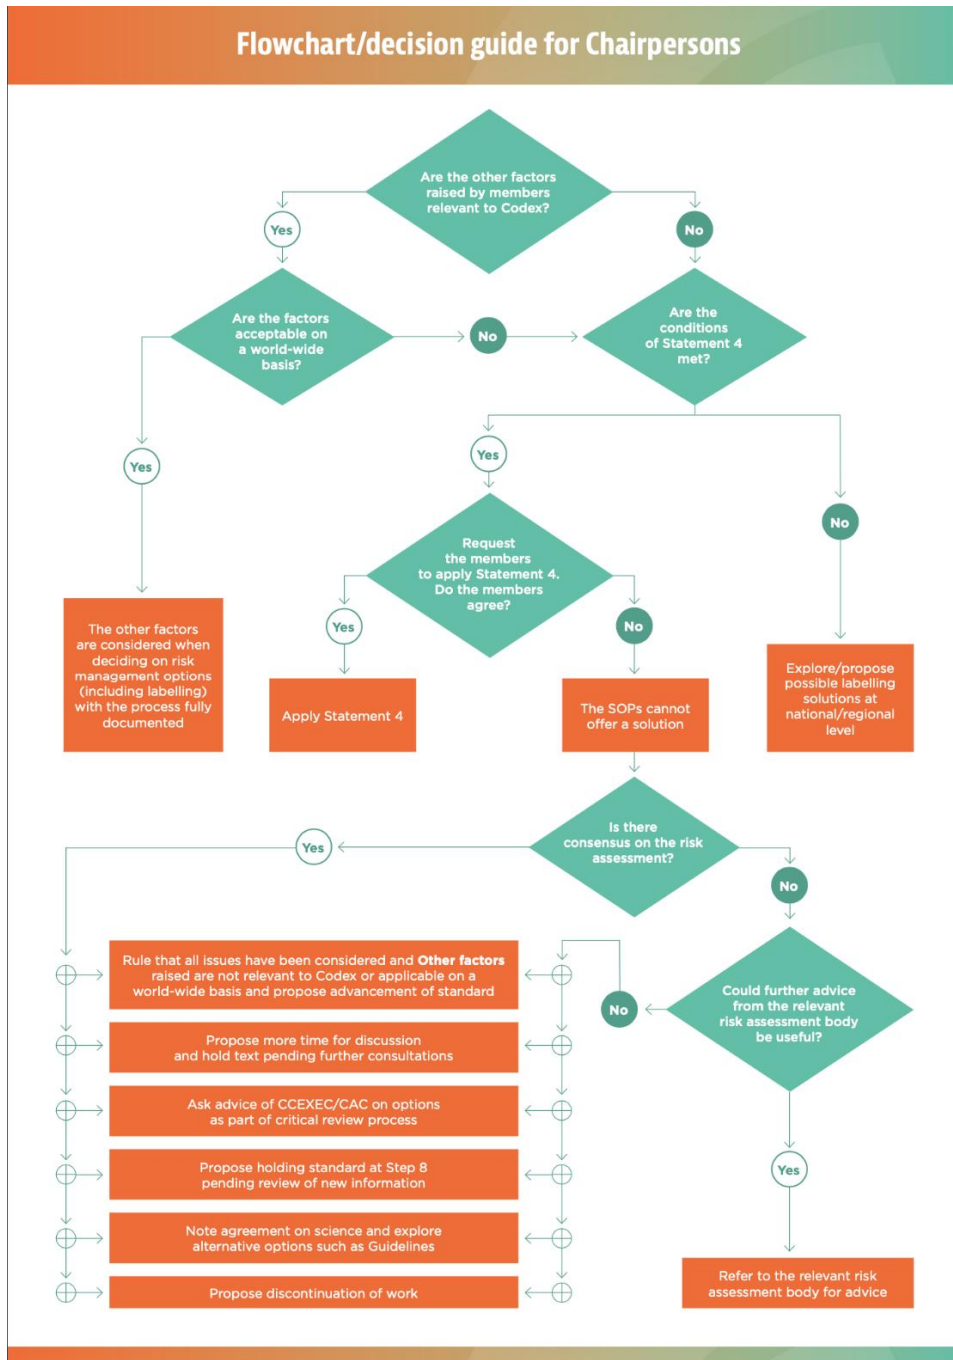 Flowchart/decision guide for Chairpersons
Are the other factors
raised by members
relevant to Codex?
Yes
No
Are the factors
acceptable on
a world-wide
basis?
No
Are the
conditions
of Statement 4
met?
Yes
Yes
No
Request
the members
to apply Statement 4.
Do the members
agree?
Yes
No
The other factors
are considered when
deciding on risk
management options
(including labelling)
with the process fully
documented
Apply Statement 4
The SOPs cannot
offer a solution
Explore/propose
possible labelling
solutions at
national/regional
level
Is there
consensus on the risk
assessment?
Yes
No
Rule that all issues have been considered and Other factors
raised are not relevant to Codex or applicable on a
world-wide basis and propose advancement of standard
Could further advice
from the relevant
risk assessment body
be useful?
No
Propose more time for discussion
and hold text pending further consultations
Ask advice of CCEXEC/CAC on options
as part of critical review process
Propose holding standard at Step 8
pending review of new information
Yes
Note agreement on science and explore
alternative options such as Guidelines
Propose discontinuation of work
Refer to the relevant risk
assessment body for advice